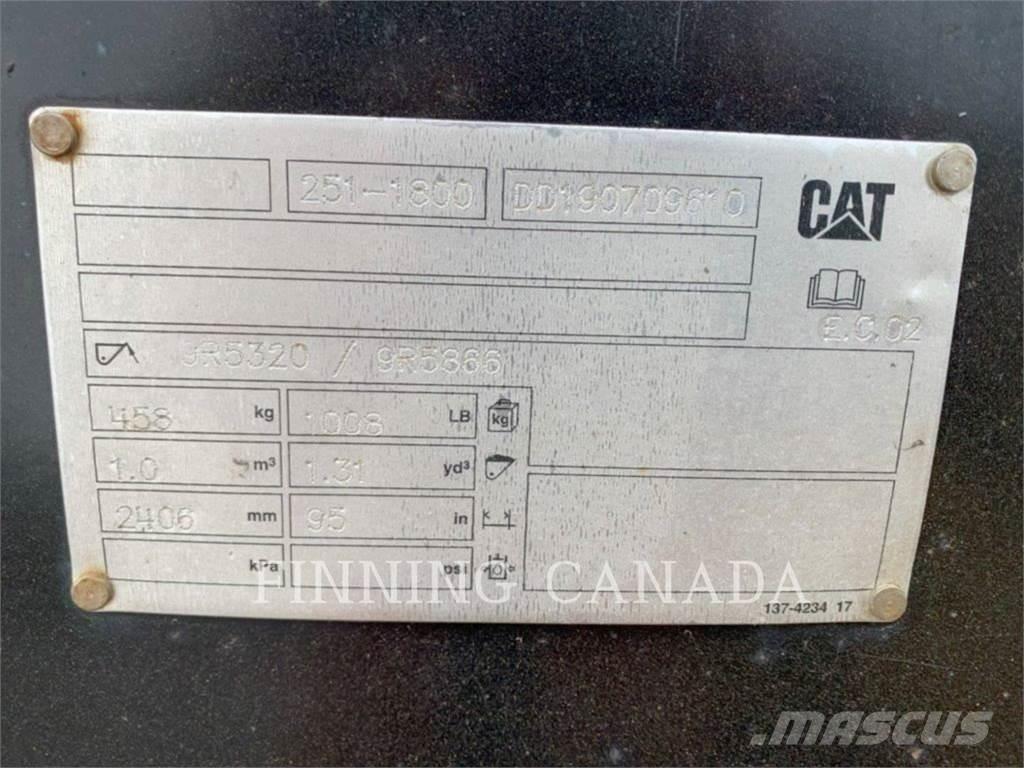 251-1800 DD190709610
CAT
E.C.02
9R5320 / 9R5866
458 kg 1008 LB kg
1.0 m³ 1.31 yd³
2406 mm 95 in
kPa psi
FINNING CANADA
137-4234 17
mascus